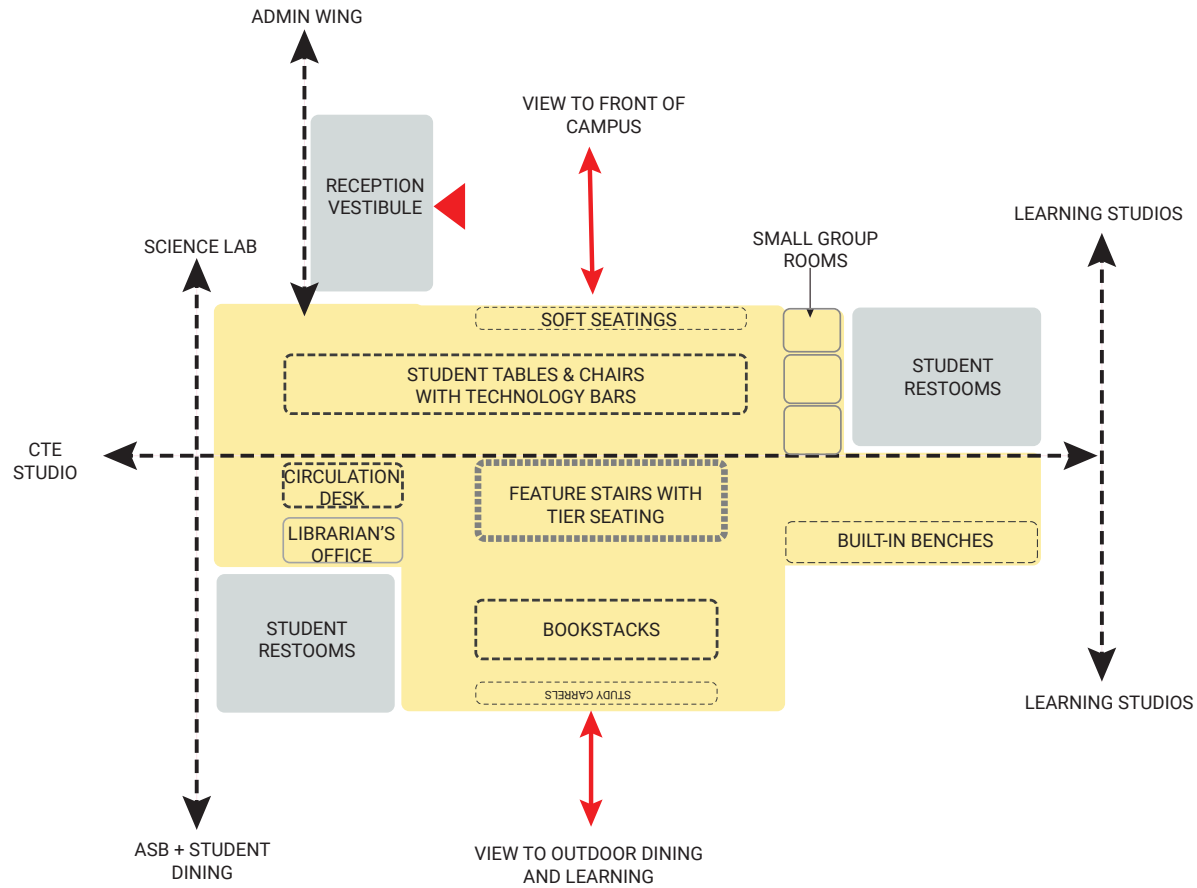 ADMIN WING
VIEW TO FRONT OF
CAMPUS
RECEPTION
VESTIBULE
SCIENCE LAB
SMALL GROUP
ROOMS
LEARNING STUDIOS
SOFT SEATINGS
STUDENT TABLES & CHAIRS
WITH TECHNOLOGY BARS
STUDENT
RESTOOMS
CTE
STUDIO
CIRCULATION
DESK
FEATURE STAIRS WITH
TIER SEATING
LIBRARIAN'S
OFFICE
BUILT-IN BENCHES
STUDENT
RESTOOMS
BOOKSTACKS
STUDY CARRELS
LEARNING STUDIOS
ASB + STUDENT
DINING
VIEW TO OUTDOOR DINING
AND LEARNING